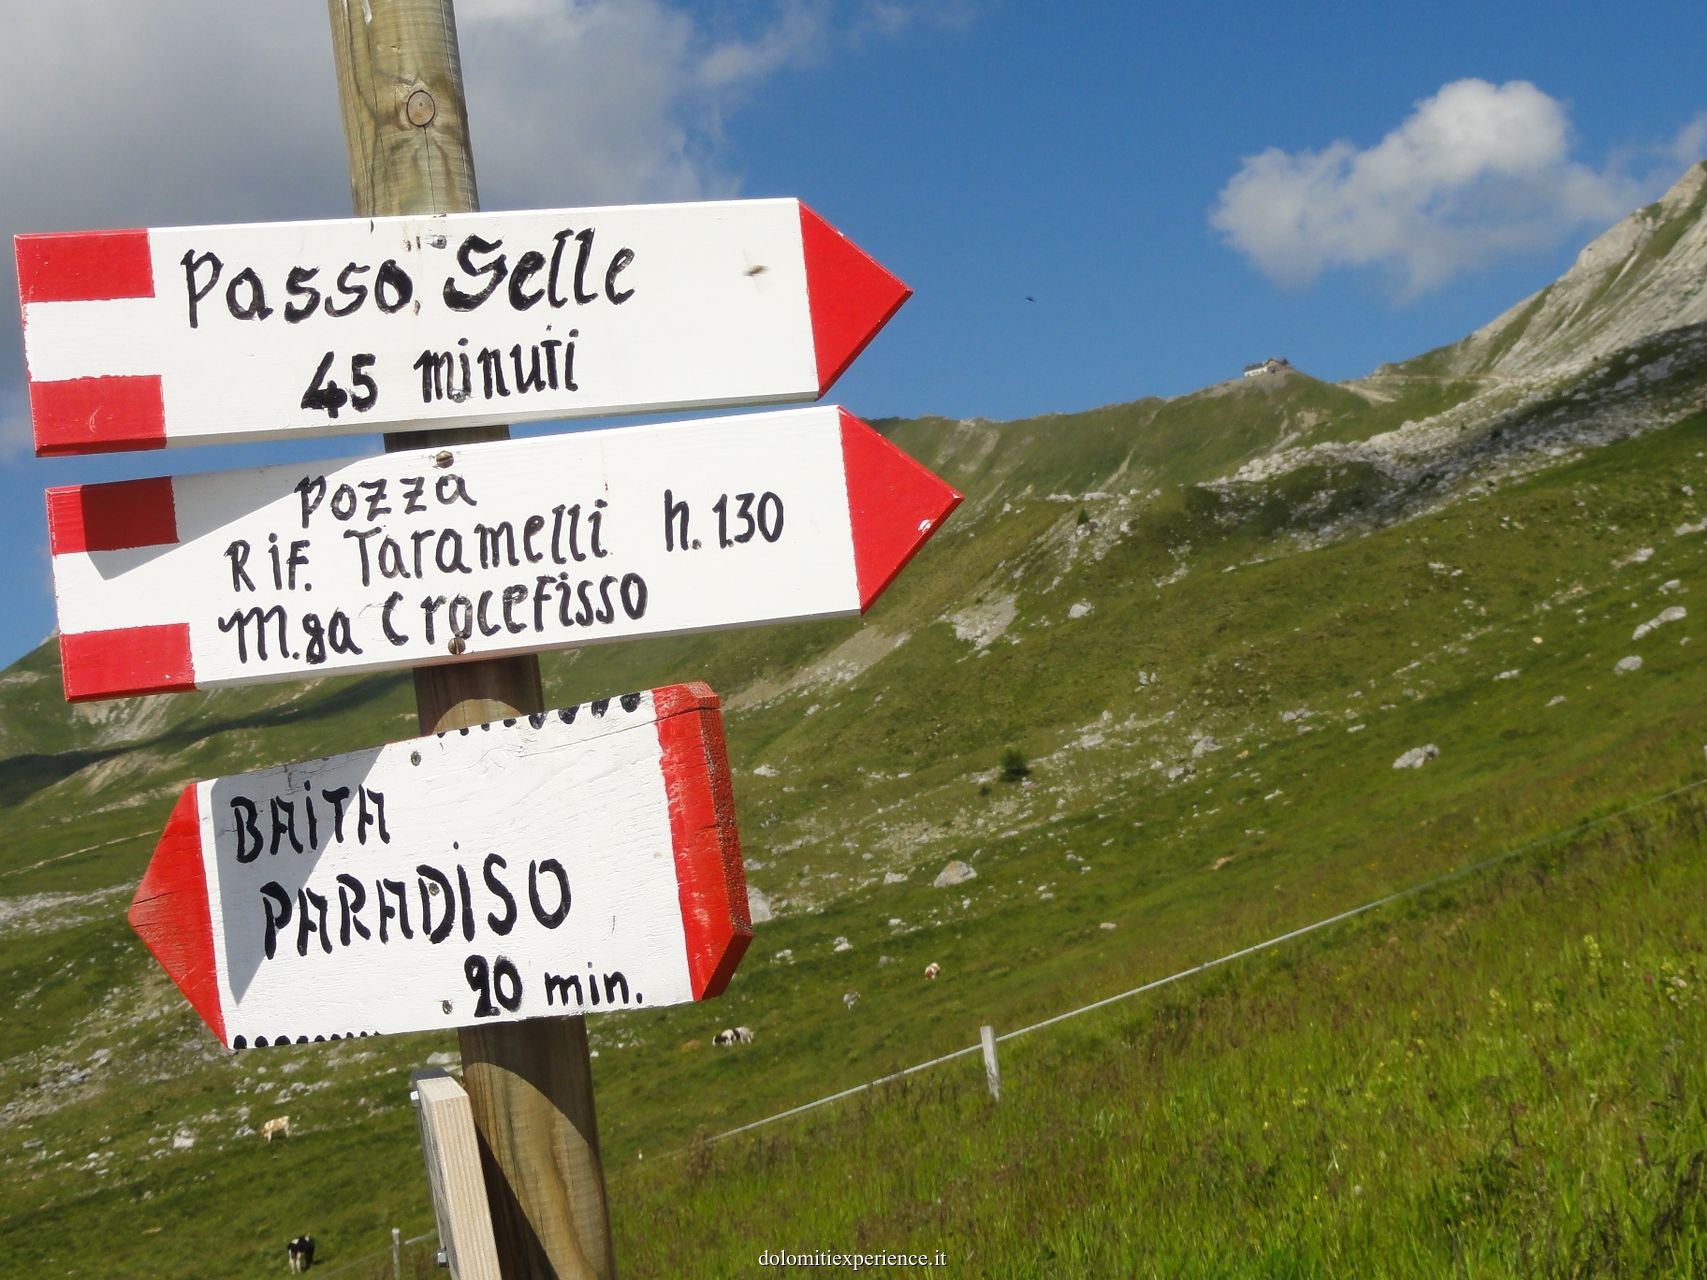 Passo Selle
45 minuti
Pozza
Rif. Taramelli h. 1.30
M.ga Crocefisso
BAiTA
PARADiSO
20 min.
dolomitiexperience.it